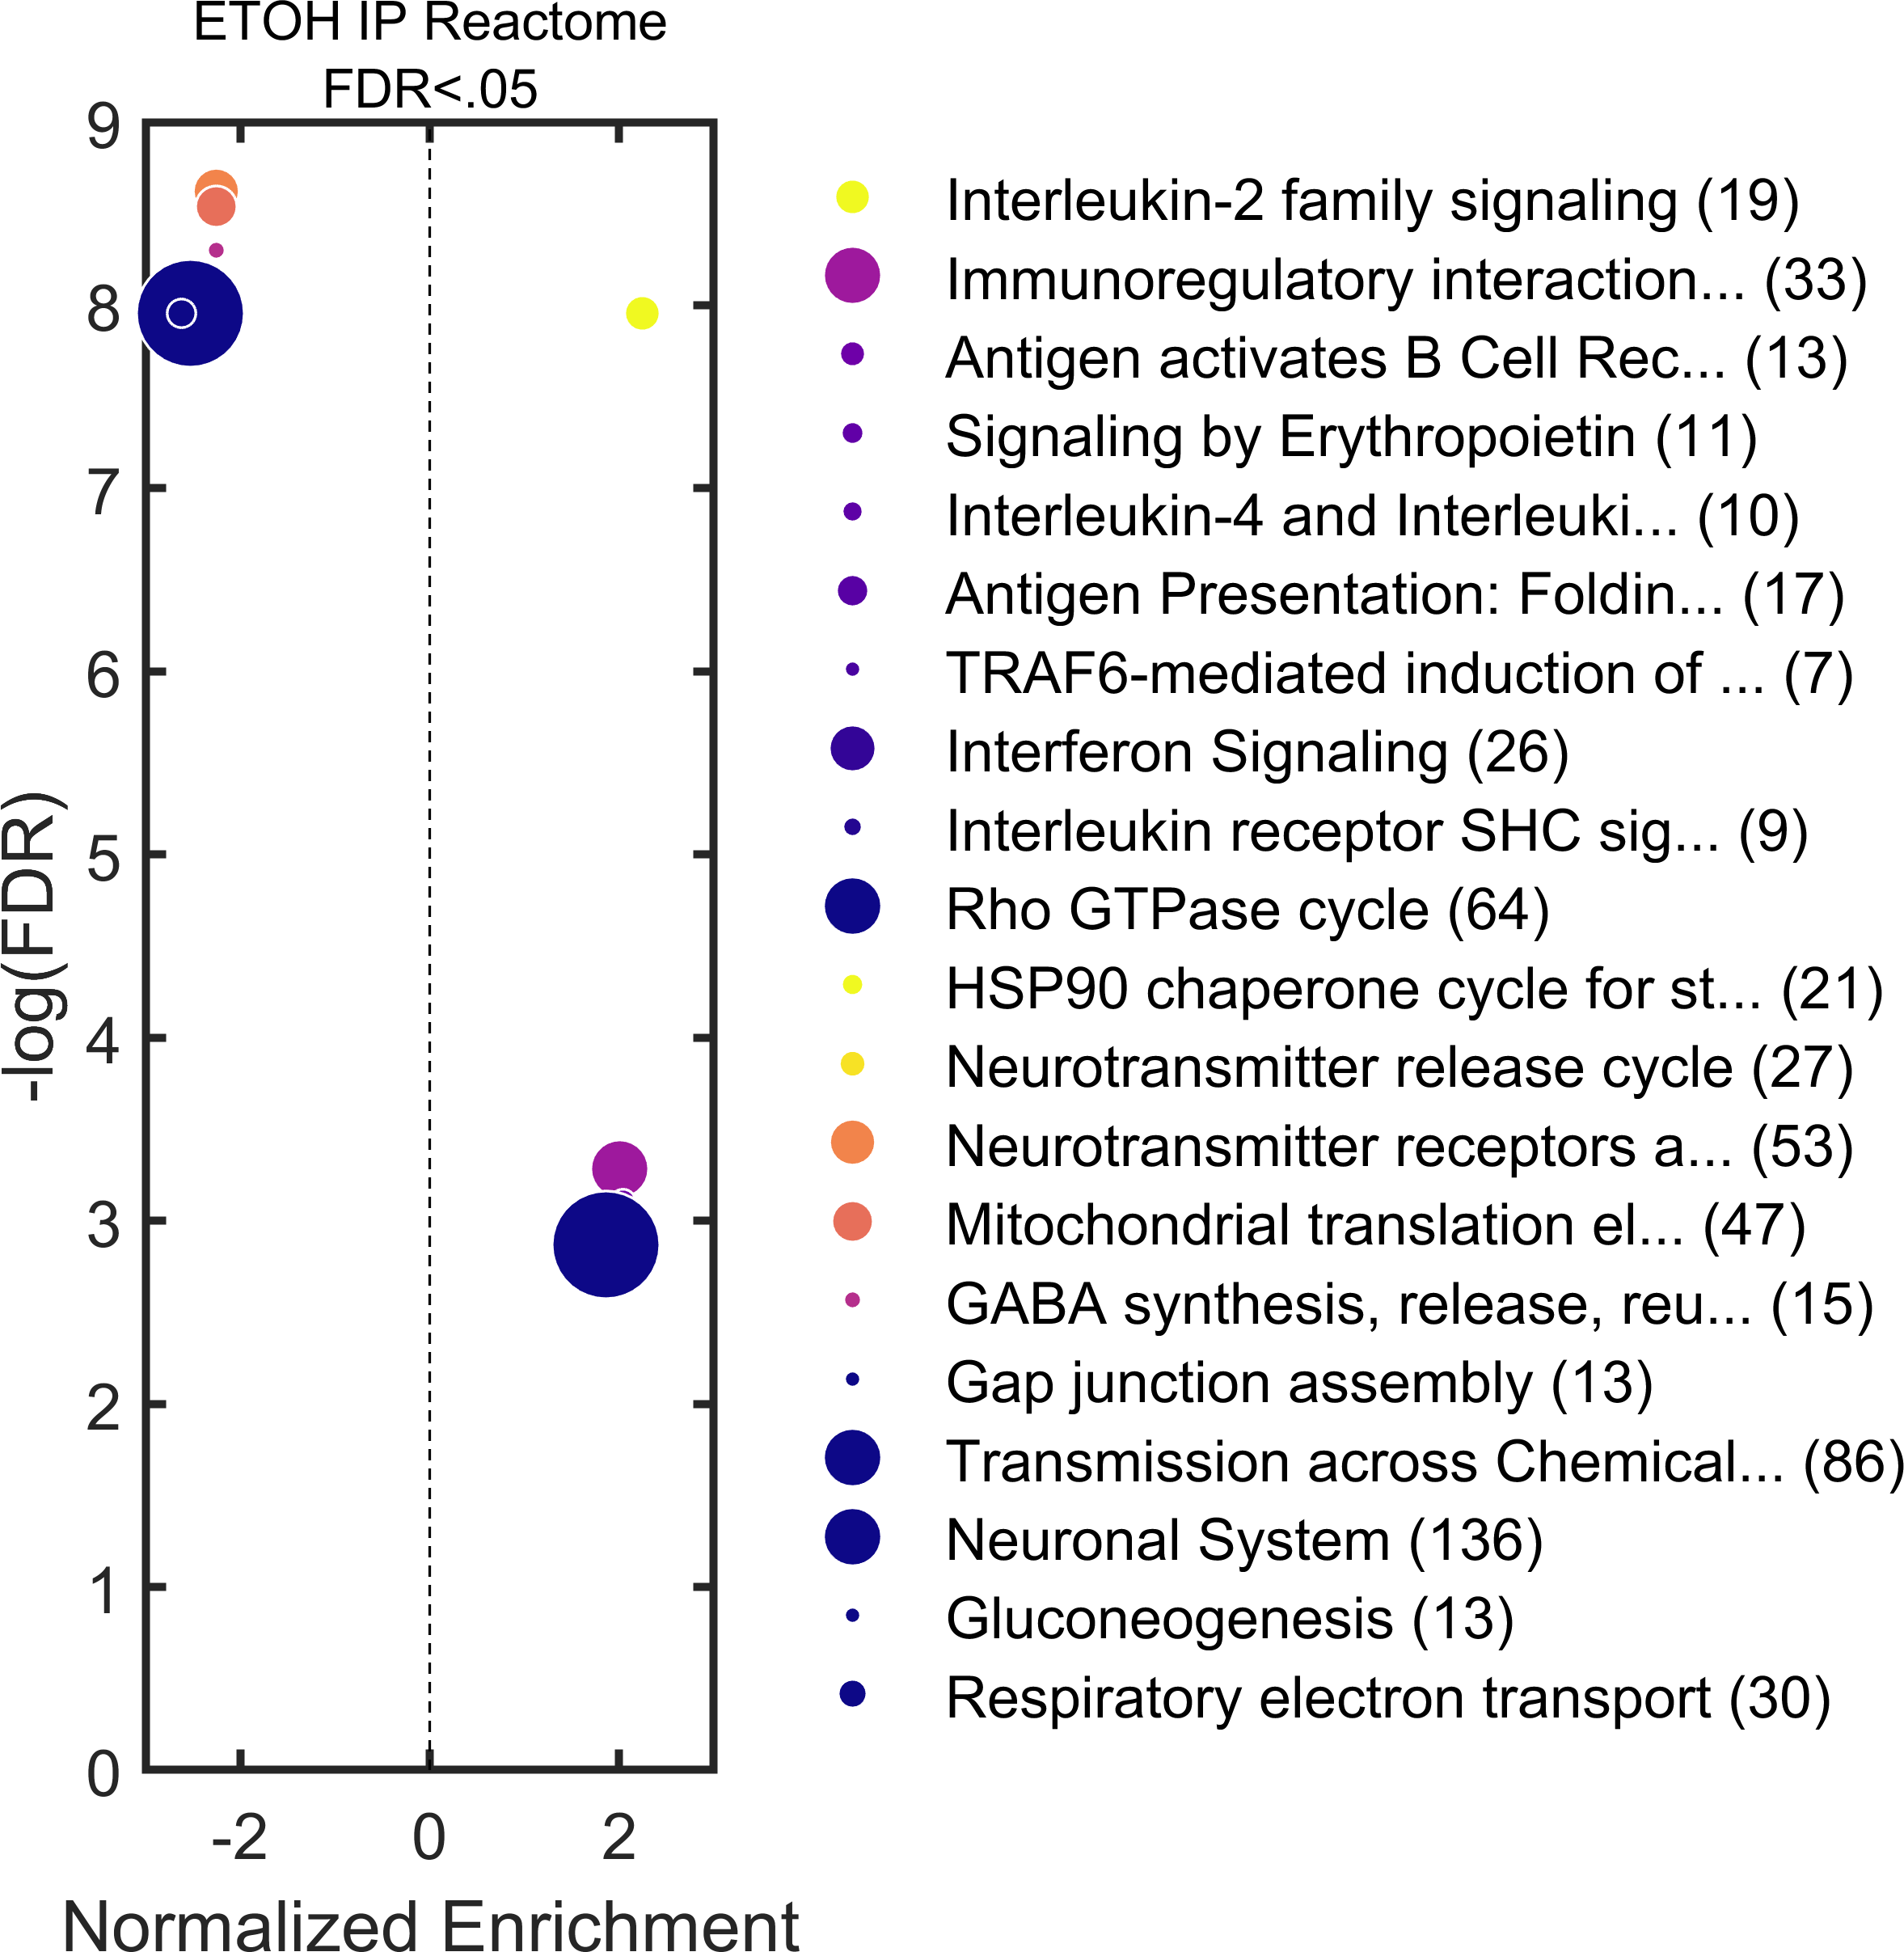 ETOH IP Reactome
FDR<.05
9
8
7
6
5
4
3
2
1
0
-log(FDR)
-2
0
2
Normalized Enrichment
Interleukin-2 family signaling (19)
Immunoregulatory interaction... (33)
Antigen activates B Cell Rec... (13)
Signaling by Erythropoietin (11)
Interleukin-4 and Interleuki... (10)
Antigen Presentation: Foldin... (17)
TRAF6-mediated induction of ... (7)
Interferon Signaling (26)
Interleukin receptor SHC sig... (9)
Rho GTPase cycle (64)
HSP90 chaperone cycle for st... (21)
Neurotransmitter release cycle (27)
Neurotransmitter receptors a... (53)
Mitochondrial translation el... (47)
GABA synthesis, release, reu... (15)
Gap junction assembly (13)
Transmission across Chemical... (86)
Neuronal System (136)
Gluconeogenesis (13)
Respiratory electron transport (30)